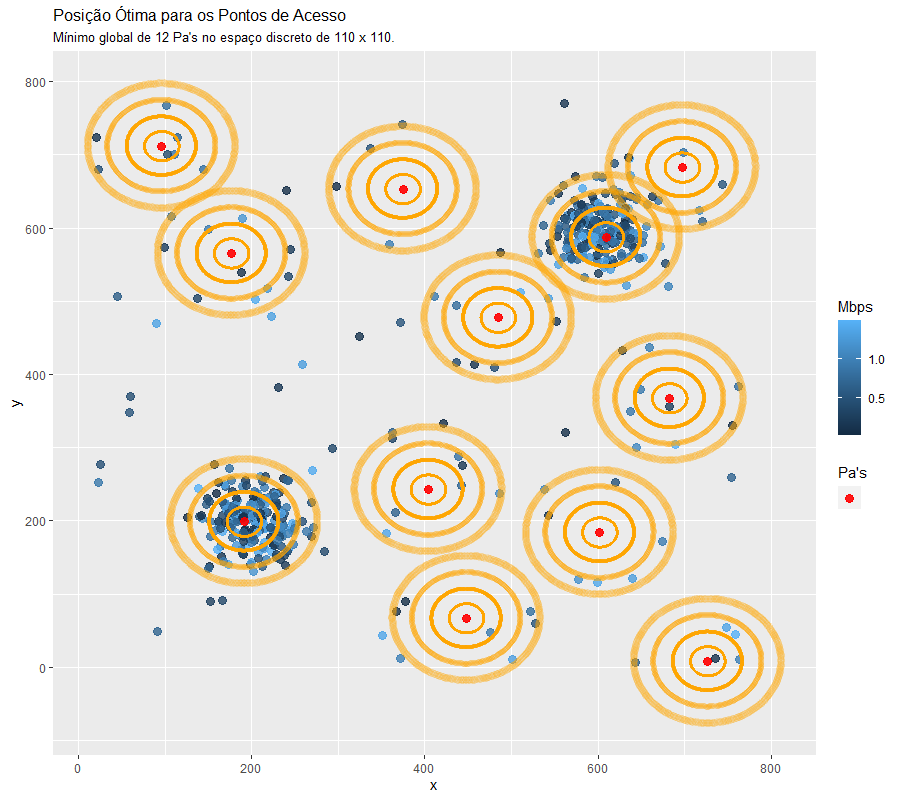 Posição Ótima para os Pontos de Acesso
Mínimo global de 12 Pa's no espaço discreto de 110 x 110.
800
600
400
200
0
y
0
200
400
600
800
x
Mbps
1.0
0.5
Pa's